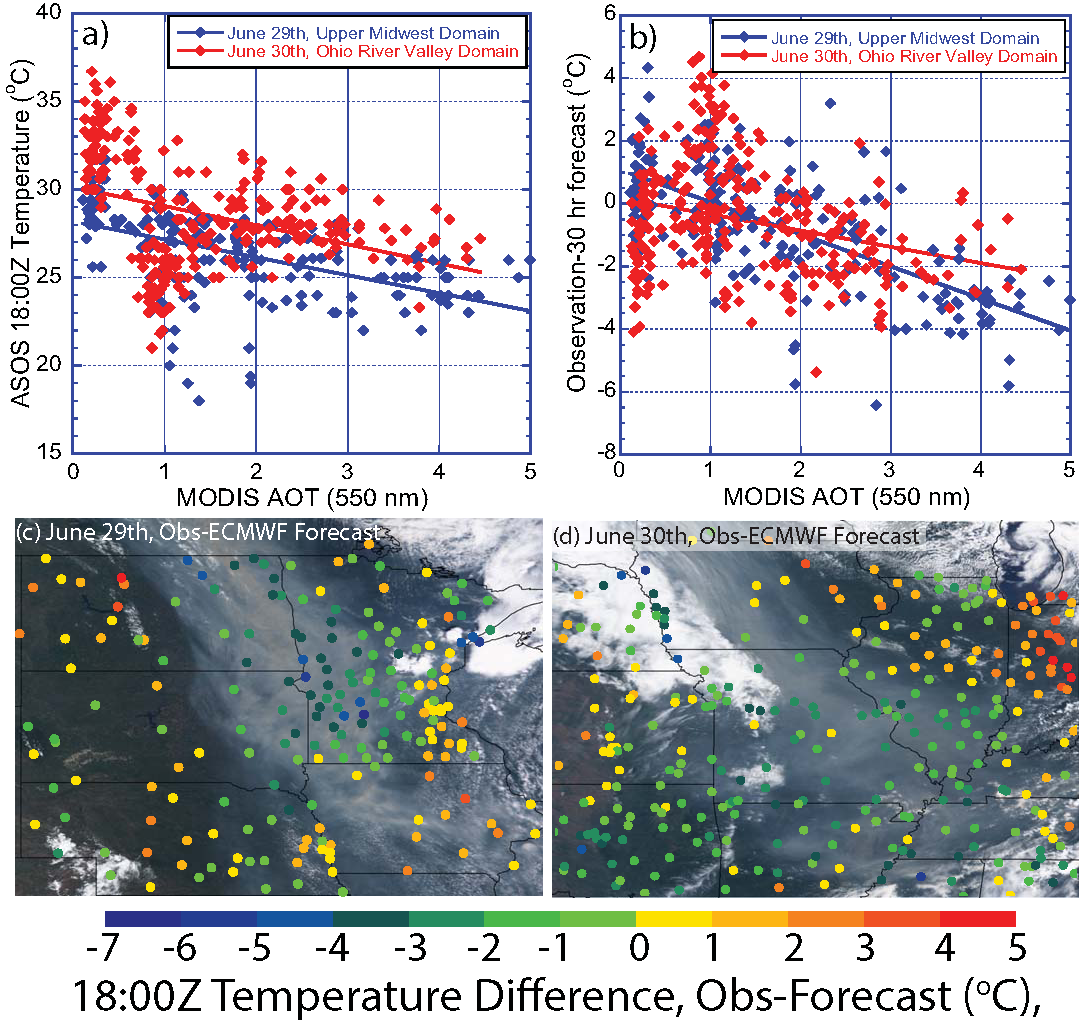 a)
June 29th, Upper Midwest Domain
June 30th, Ohio River Valley Domain
40
35
30
25
20
15
ASOS 18:00Z Temperature (°C)
0 1 2 3 4 5
MODIS AOT (550 nm)
b)
June 29th, Upper Midwest Domain
June 30th, Ohio River Valley Domain
6
4
2
0
-2
-4
-6
-8
Observation-30 hr forecast (°C)
0 1 2 3 4 5
MODIS AOT (550 nm)
(c) June 29th, Obs-ECMWF Forecast
(d) June 30th, Obs-ECMWF Forecast
-7 -6 -5 -4 -3 -2 -1 0 1 2 3 4 5
18:00Z Temperature Difference, Obs-Forecast (°C),